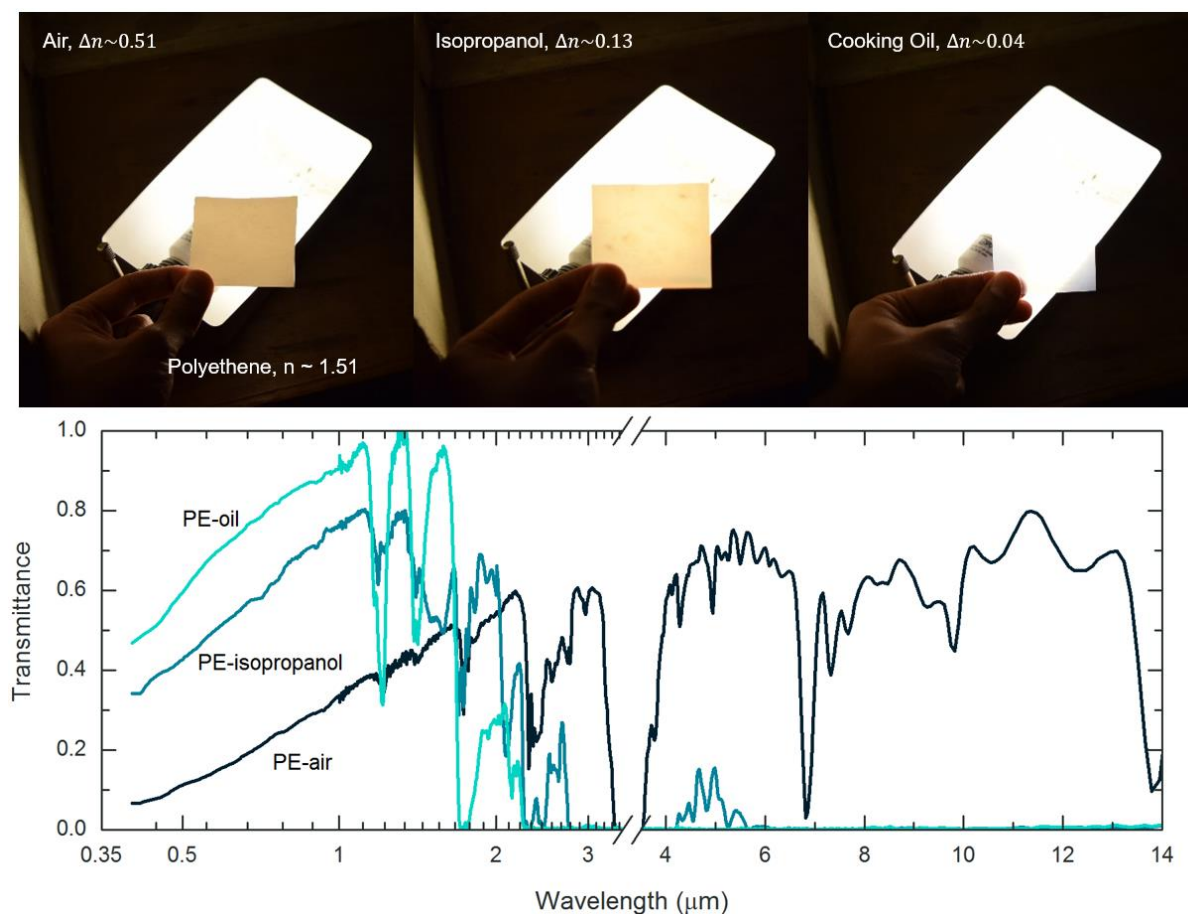 Air, Δn~0.51
Isopropanol, Δn~0.13
Cooking Oil, Δn~0.04
Polyethene, n ~ 1.51
1.0
0.8
0.6
0.4
0.2
0.0
Transmittance
PE-oil
PE-isopropanol
PE-air
0.35
0.5
1
2
3
4
6
8
10
12
14
Wavelength (μm)